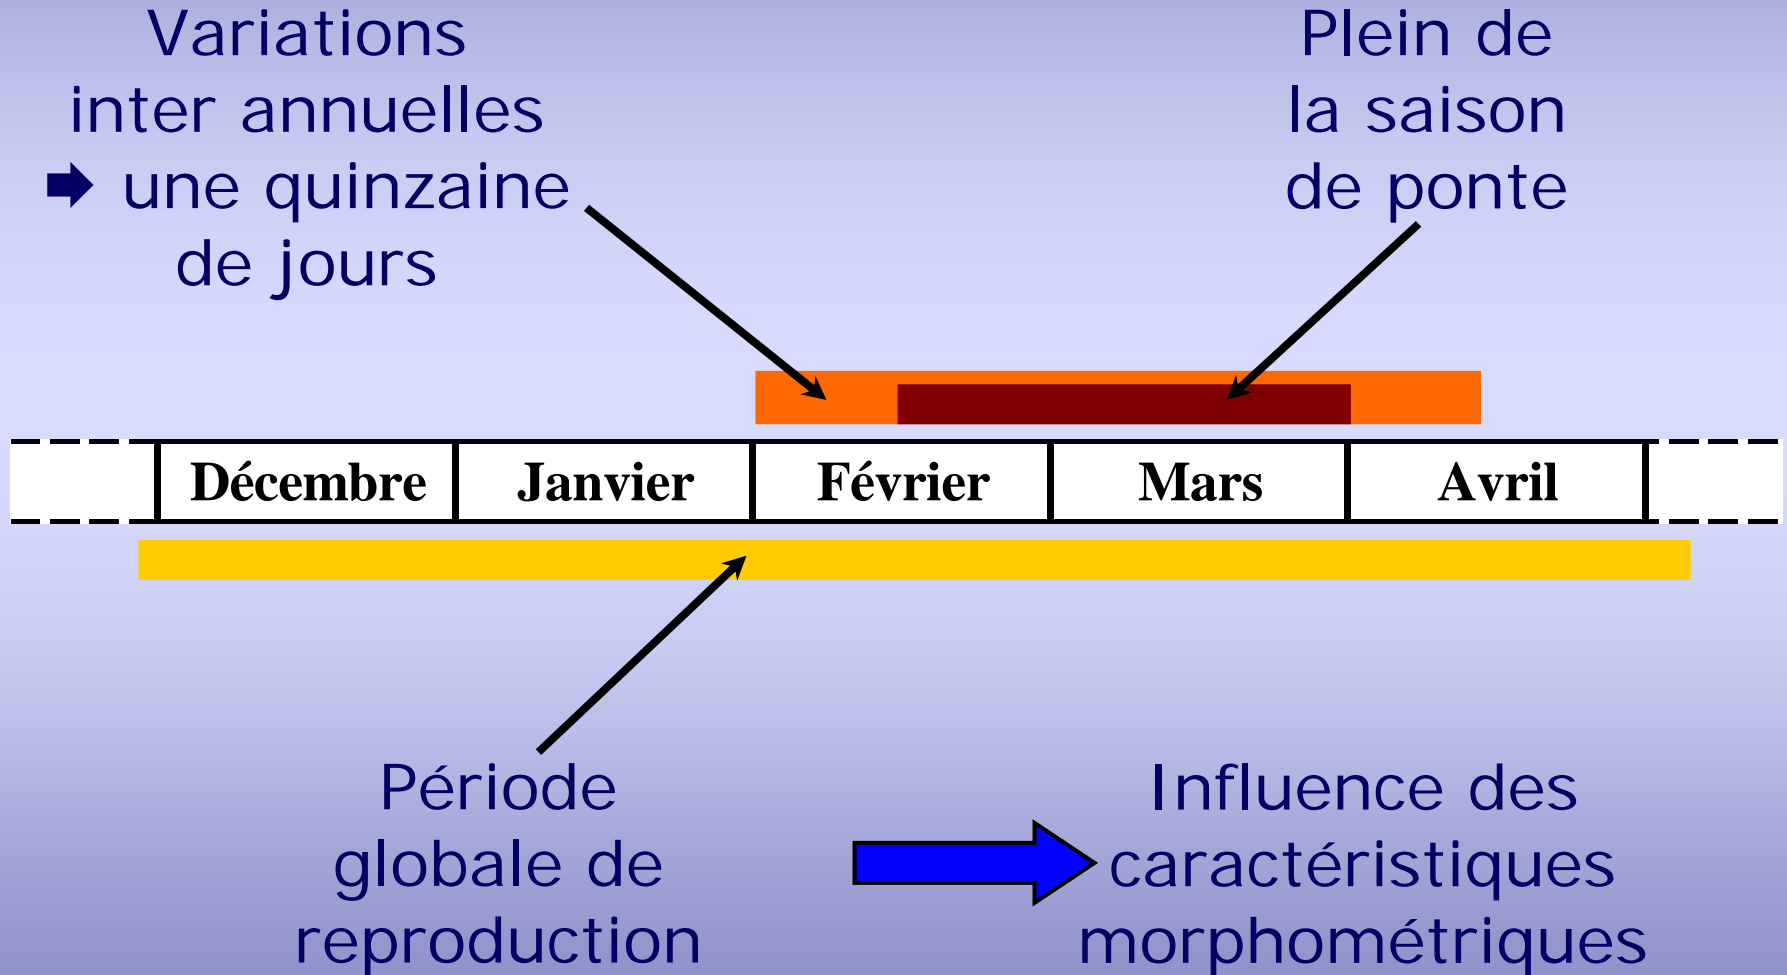 Variations
inter annuelles
➨ une quinzaine
de jours
Plein de
la saison
de ponte
Décembre Janvier Février Mars Avril
Période
globale de
reproduction
Influence des
caractéristiques
morphométriques